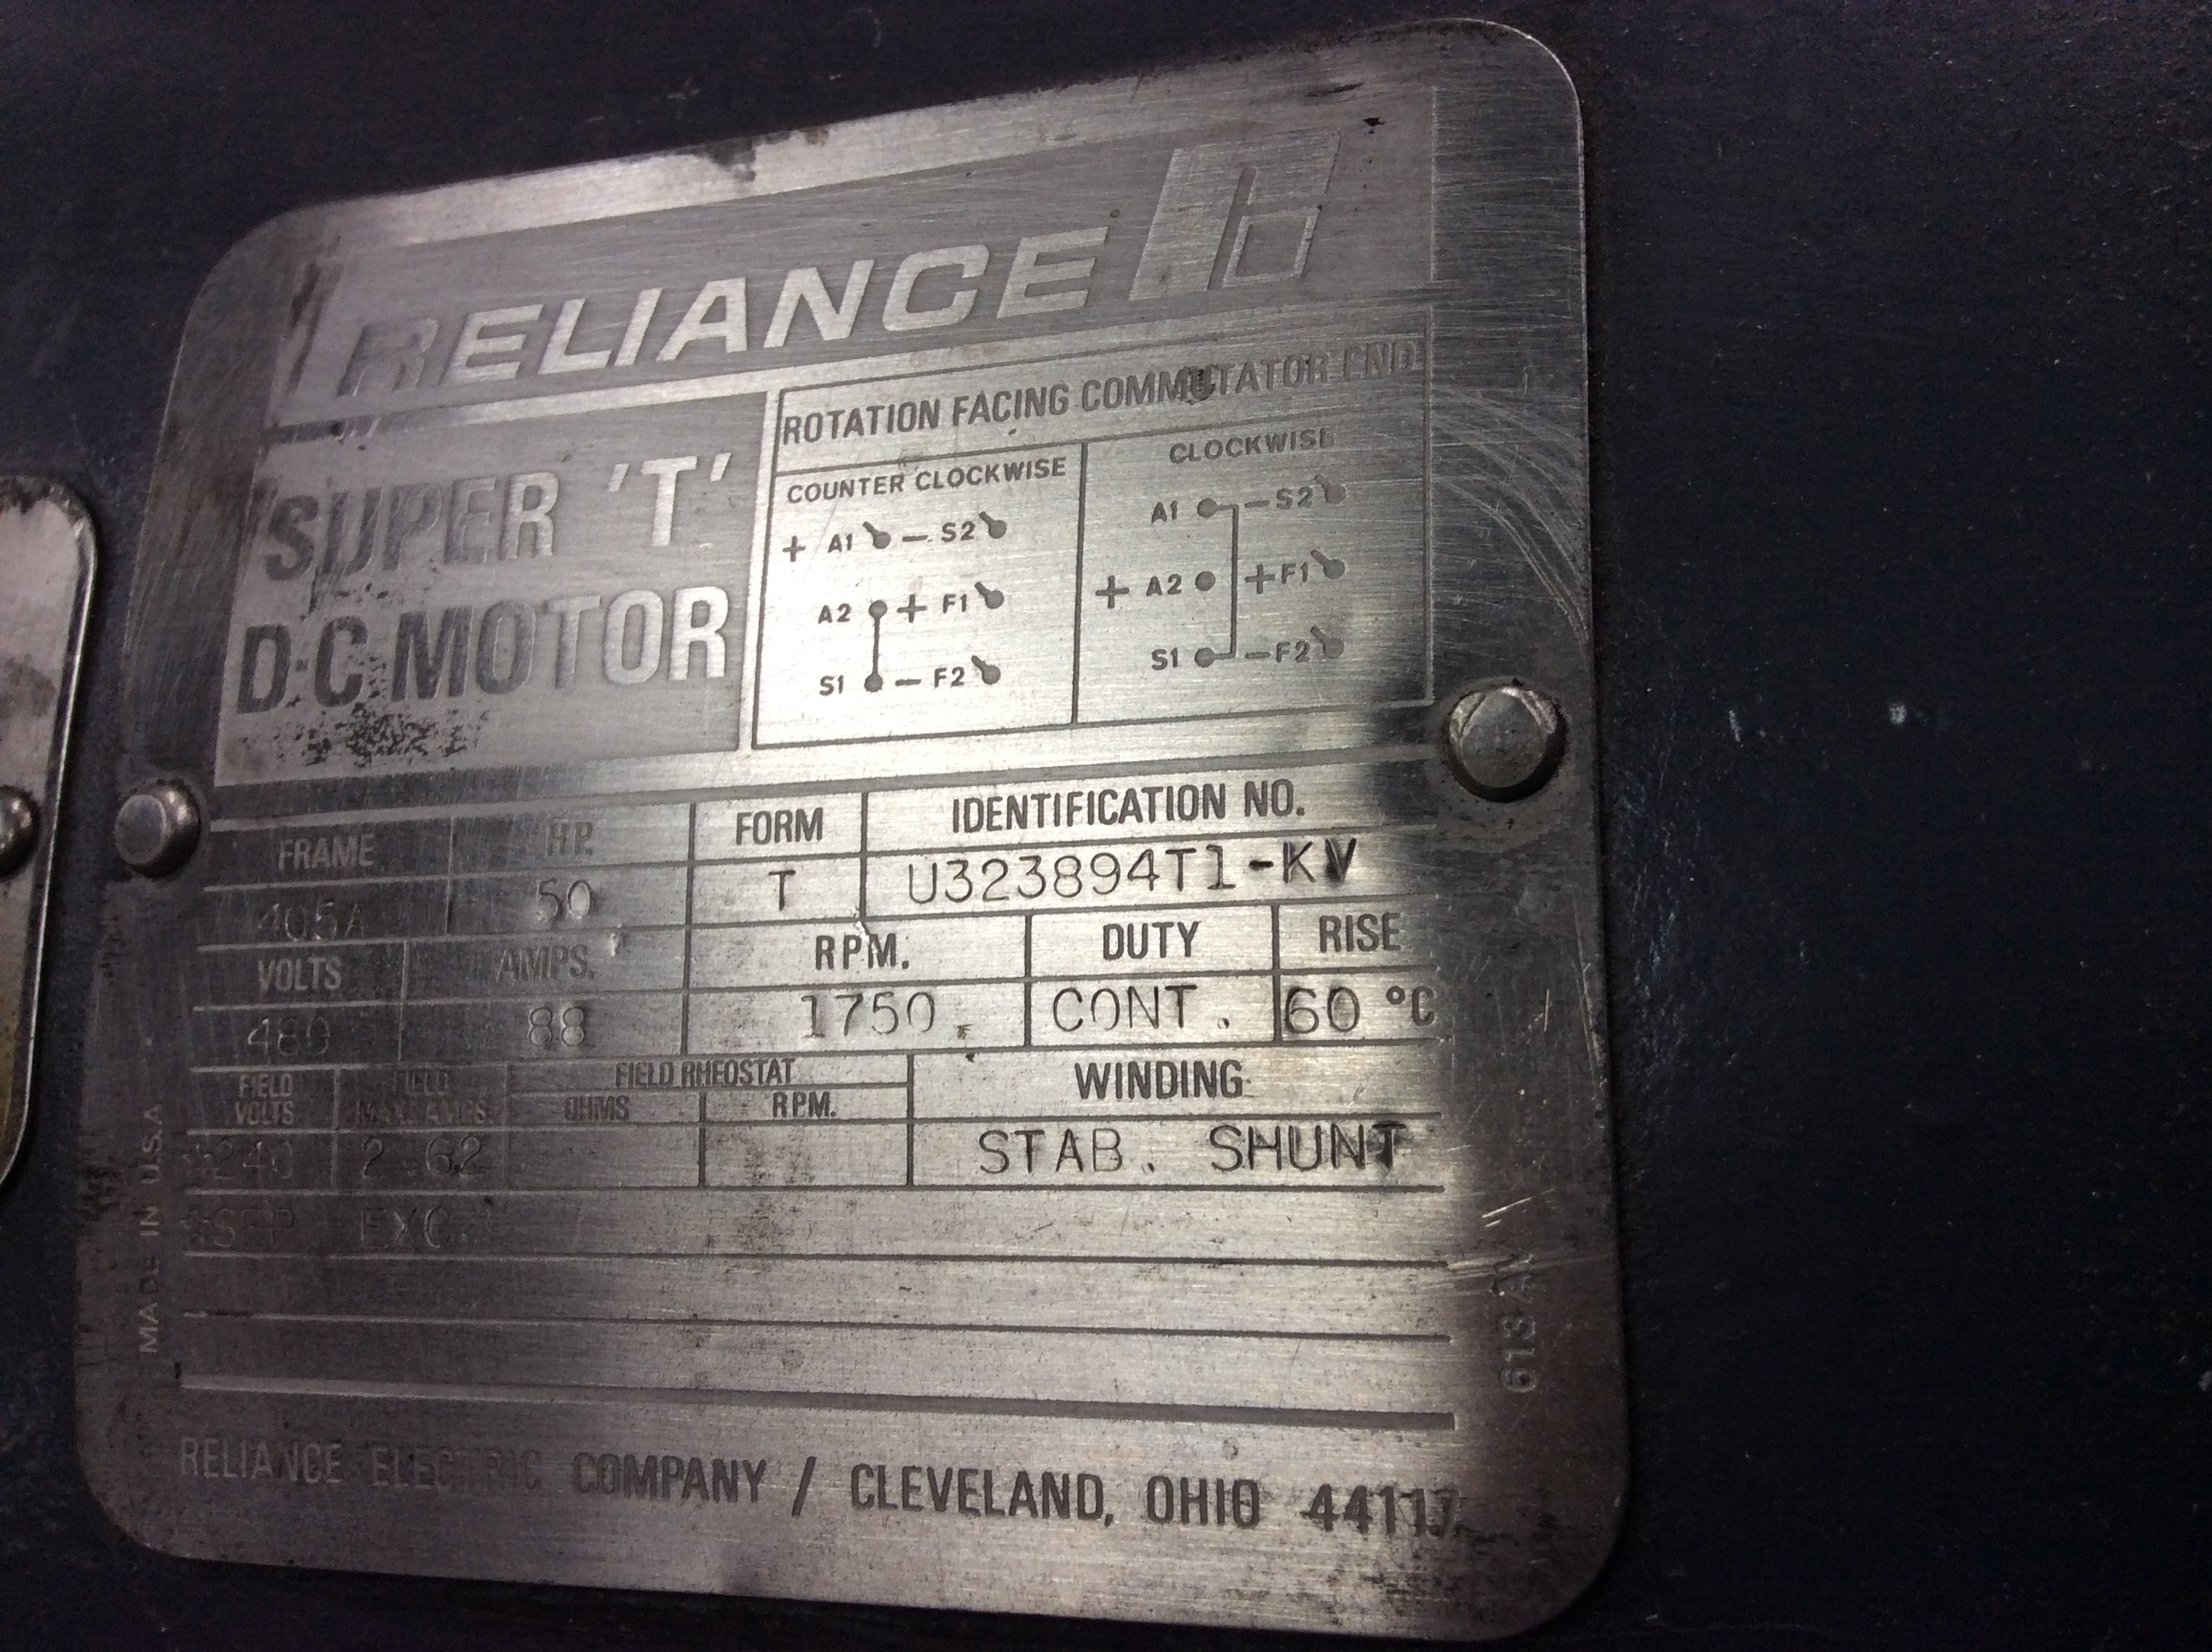 RELIANCE
SUPER 'T'
D·C MOTOR
ROTATION FACING COMMUTATOR END
COUNTER CLOCKWISE
+ A1 – S2
A2 + F1
S1 – F2
CLOCKWISE
A1 – S2
+ A2 + F1
S1 – F2
FRAME HP. FORM IDENTIFICATION NO.
405A 50 T U323894T1-KV
VOLTS AMPS. RPM. DUTY RISE
480 88 1750. CONT. 60 °C
FIELD VOLTS FIELD MAX. AMPS FIELD RHEOSTAT WINDING
OHMS RPM.
240 2.62 STAB. SHUNT
SEP EXC.
MADE IN U.S.A
RELIANCE ELECTRIC COMPANY / CLEVELAND, OHIO 44117